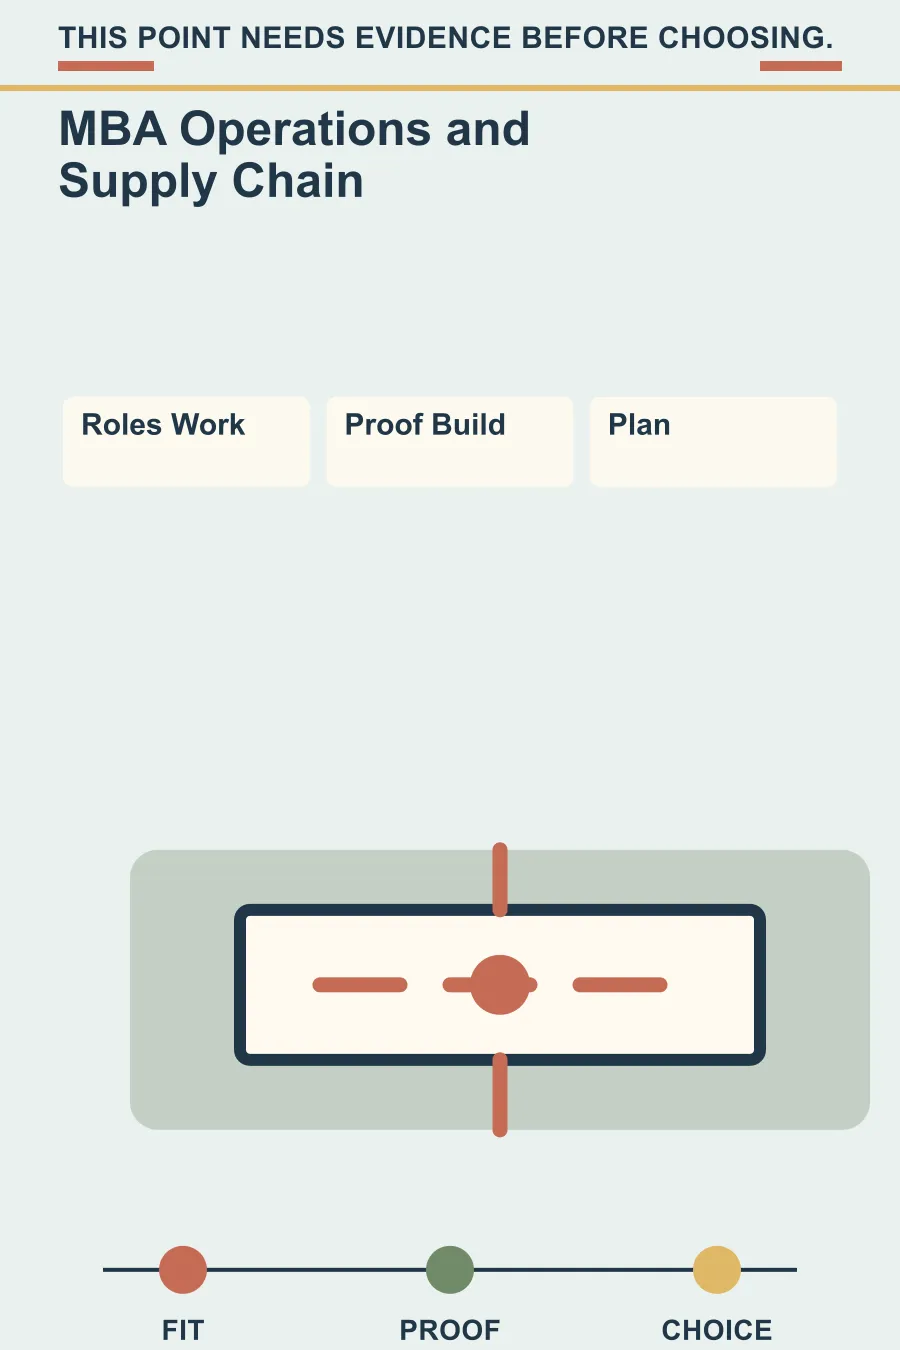 THIS POINT NEEDS EVIDENCE BEFORE CHOOSING.
MBA Operations and
Supply Chain
Roles Work
Proof Build
Plan
FIT
PROOF
CHOICE